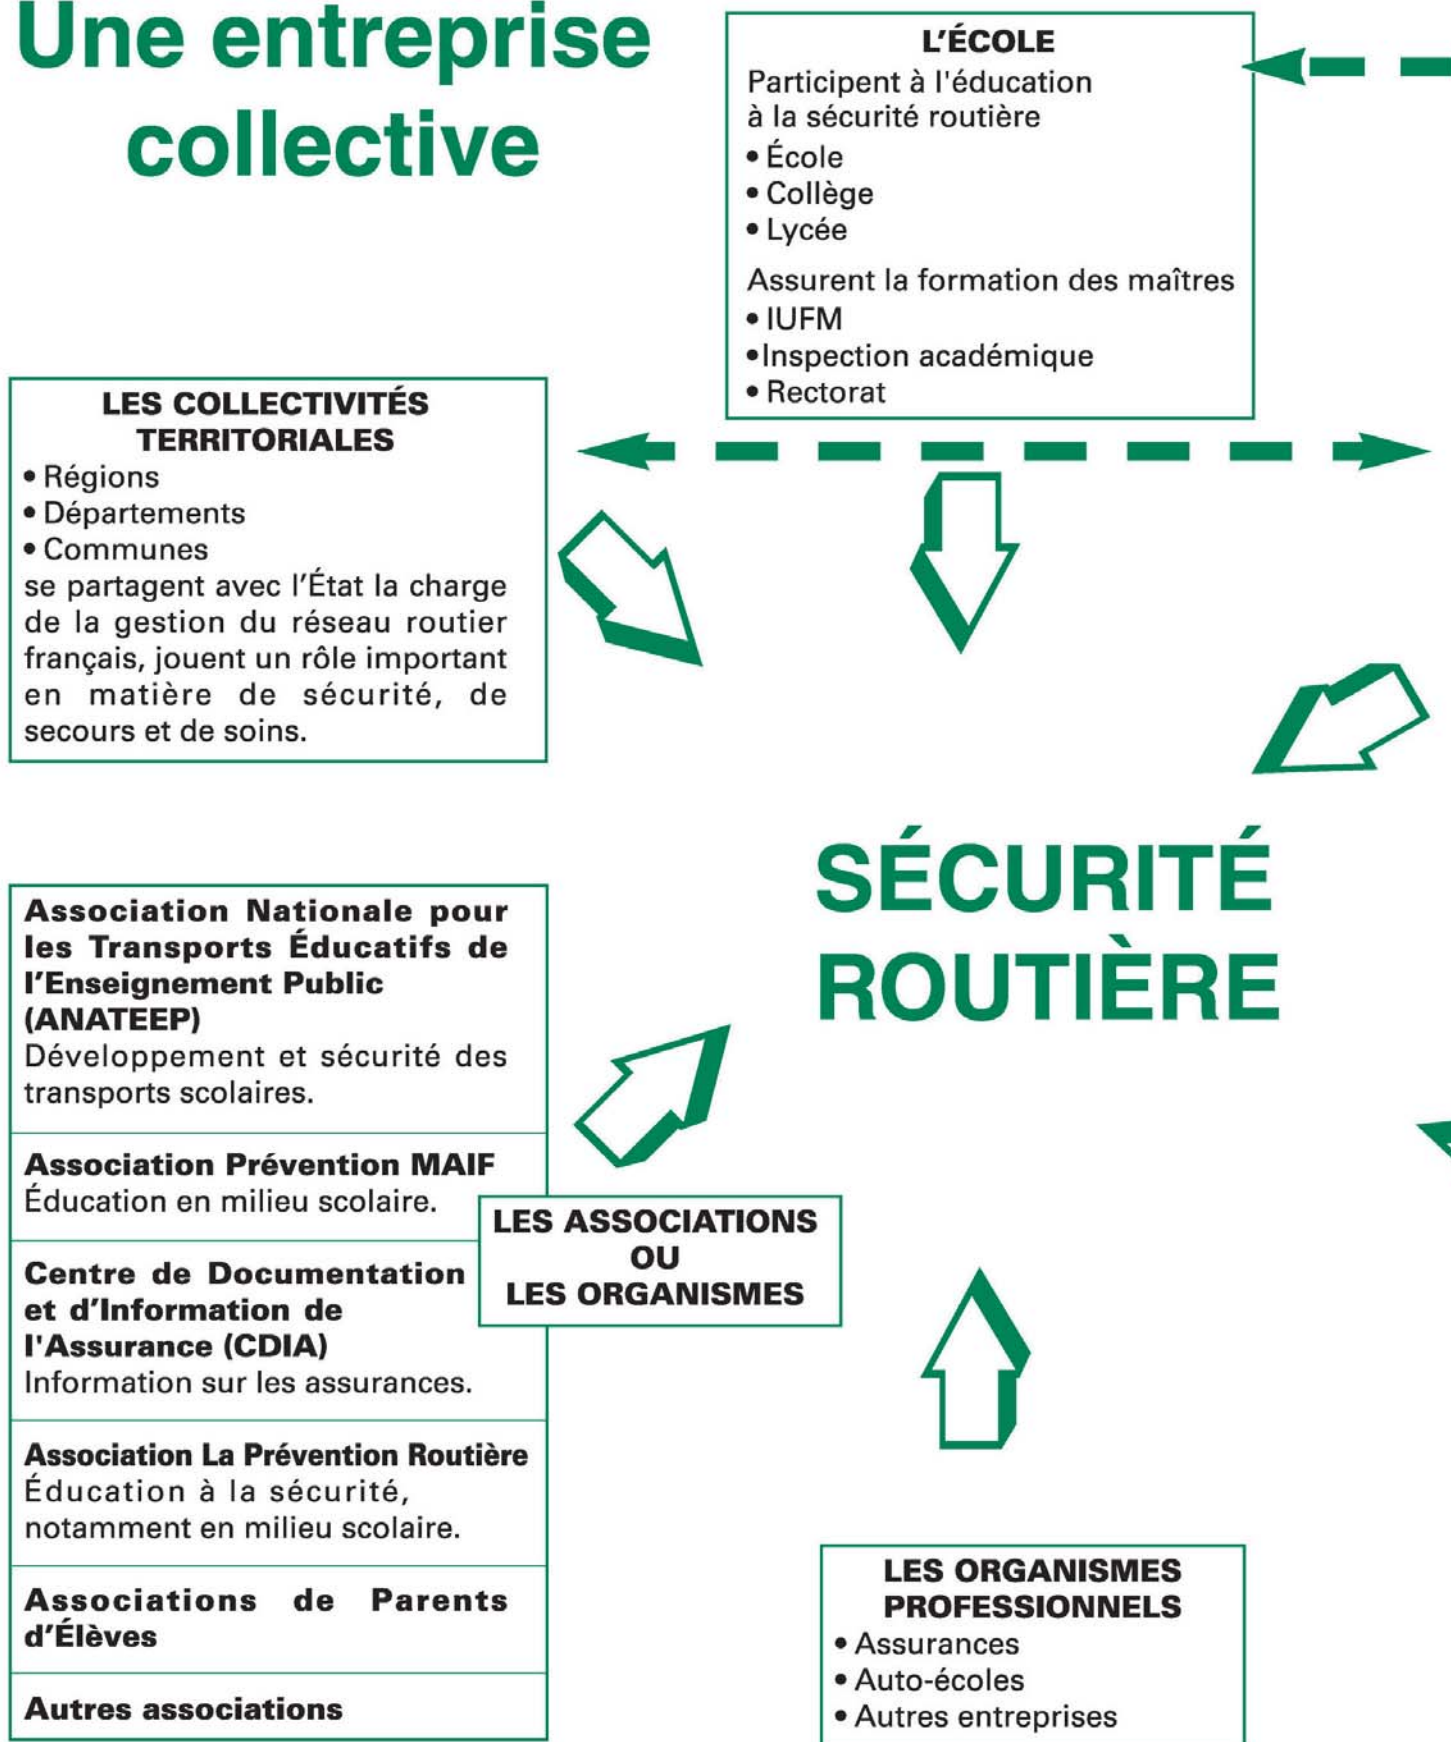 Une entreprise
collective
L'ÉCOLE
Participent à l'éducation
à la sécurité routière
• École
• Collège
• Lycée
Assurent la formation des maîtres
• IUFM
•Inspection académique
• Rectorat
LES COLLECTIVITÉS
TERRITORIALES
• Régions
• Départements
• Communes
se partagent avec l'État la charge
de la gestion du réseau routier
français, jouent un rôle important
en matière de sécurité, de
secours et de soins.
SÉCURITÉ
ROUTIÈRE
Association Nationale pour
les Transports Éducatifs de
l'Enseignement Public
(ANATEEP)
Développement et sécurité des
transports scolaires.
Association Prévention MAIF
Éducation en milieu scolaire.
Centre de Documentation
et d'Information de
l'Assurance (CDIA)
Information sur les assurances.
Association La Prévention Routière
Éducation à la sécurité,
notamment en milieu scolaire.
Associations de Parents
d'Élèves
Autres associations
LES ASSOCIATIONS
OU
LES ORGANISMES
LES ORGANISMES
PROFESSIONNELS
• Assurances
• Auto-écoles
• Autres entreprises